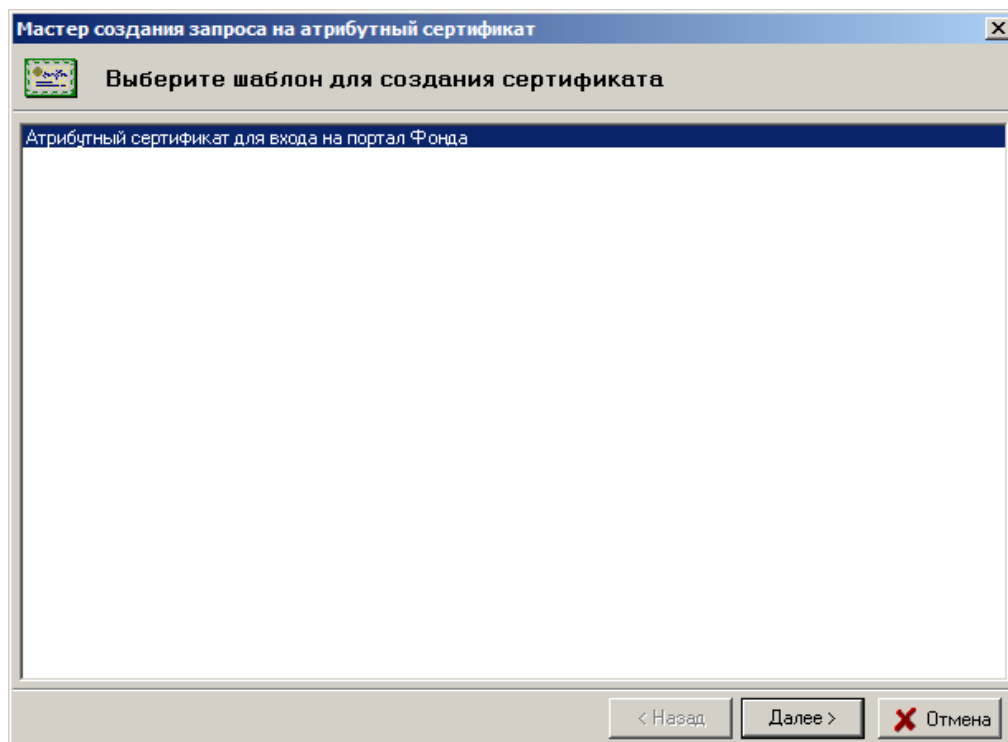 Мастер создания запроса на атрибутный сертификат
Выберите шаблон для создания сертификата
Атрибутный сертификат для входа на портал Фонда
< Назад
Далее >
Отмена